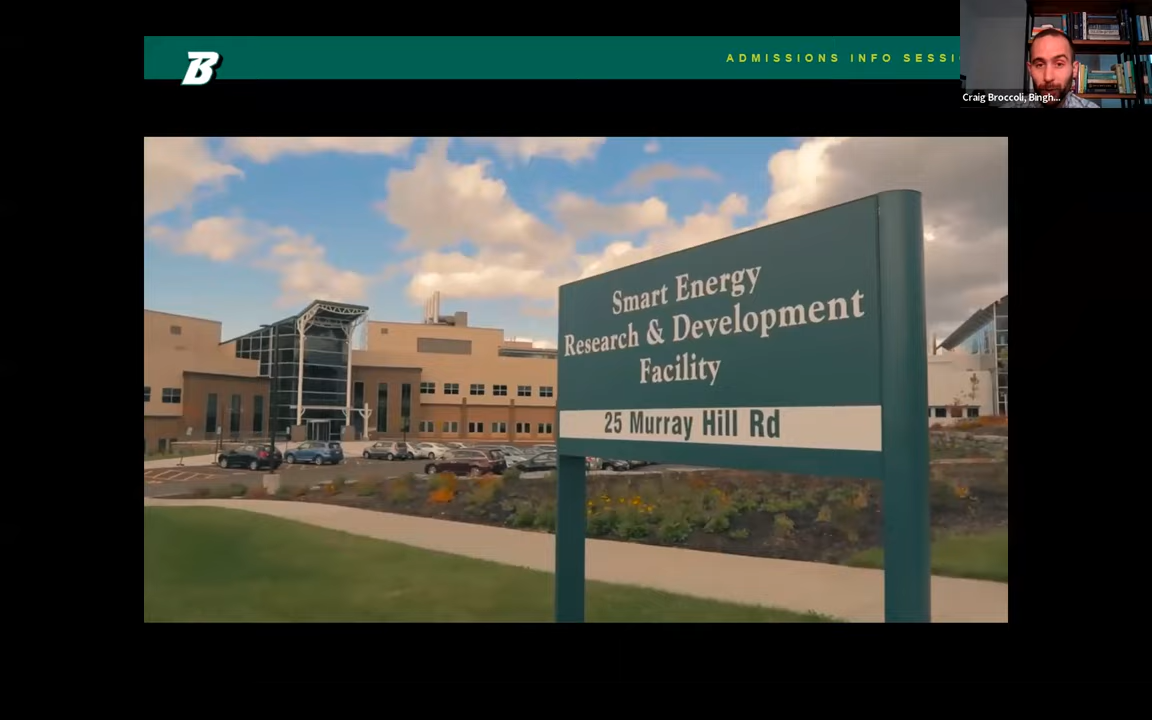 B
ADMISSIONS INFO SESSI
Craig Broccoli, Bingh...
Smart Energy
Research & Development
Facility
25 Murray Hill Rd